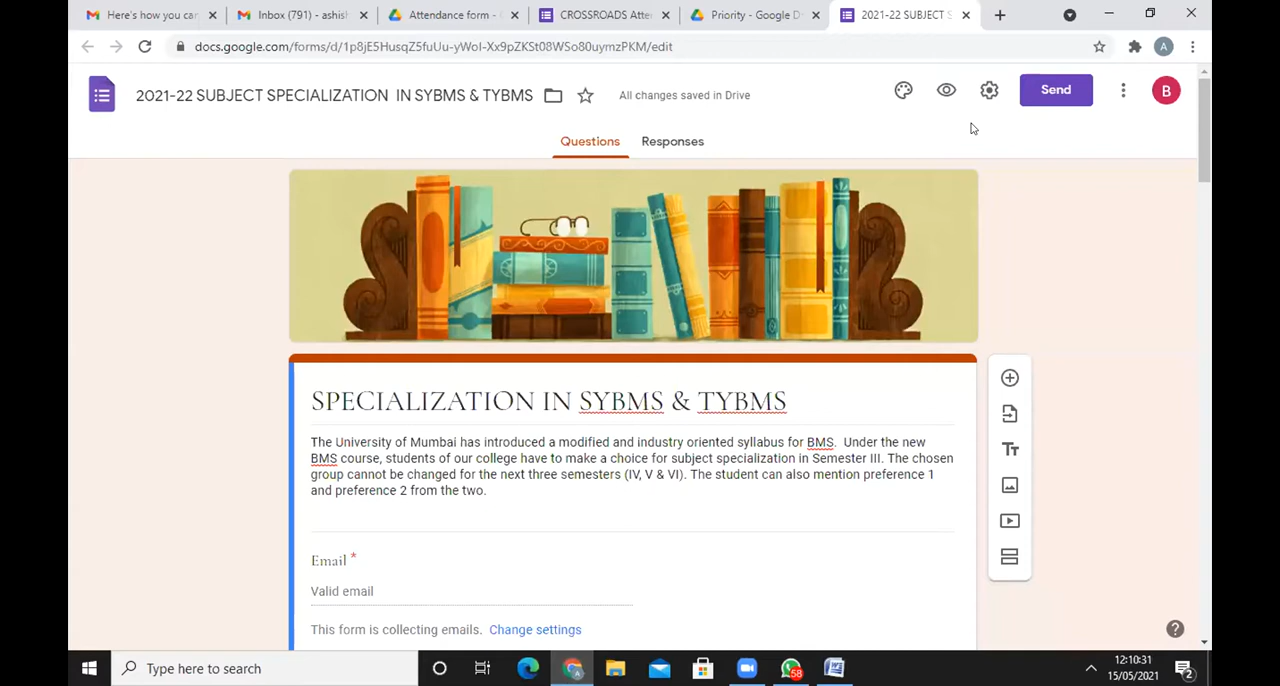 Here's how you car
Inbox (791) - ashish
Attendance form - G
CROSSROADS Atte
Priority - Google D
2021-22 SUBJECT S
docs.google.com/forms/d/1p8jE5HusqZ5fuUu-yWoI-Xx9pZKSt08WSo80uymzPKM/edit
A
2021-22 SUBJECT SPECIALIZATION IN SYBMS & TYBMS
All changes saved in Drive
Send
B
Questions
Responses
SPECIALIZATION IN SYBMS & TYBMS
The University of Mumbai has introduced a modified and industry oriented syllabus for BMS. Under the new
BMS course, students of our college have to make a choice for subject specialization in Semester III. The chosen
group cannot be changed for the next three semesters (IV, V & VI). The student can also mention preference 1
and preference 2 from the two.
Email *
Valid email
This form is collecting emails. Change settings
Type here to search
58
12:10:31
15/05/2021
2